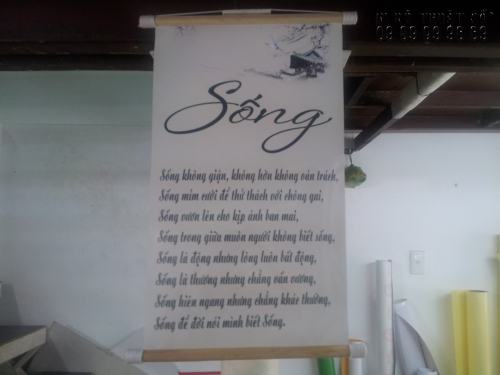 Sống
Sống không giận, không hờn không oán trách,
Sống mỉm cười để thử thách với chông gai,
Sống vươn lên cho kịp ánh ban mai,
Sống trong giữa muôn người không biết sống,
Sống là động nhưng lòng luôn bất động,
Sống là thương nhưng chẳng vấn vương,
Sống hiên ngang nhưng chẳng khác thường,
Sống để đời nói mình biết Sống.